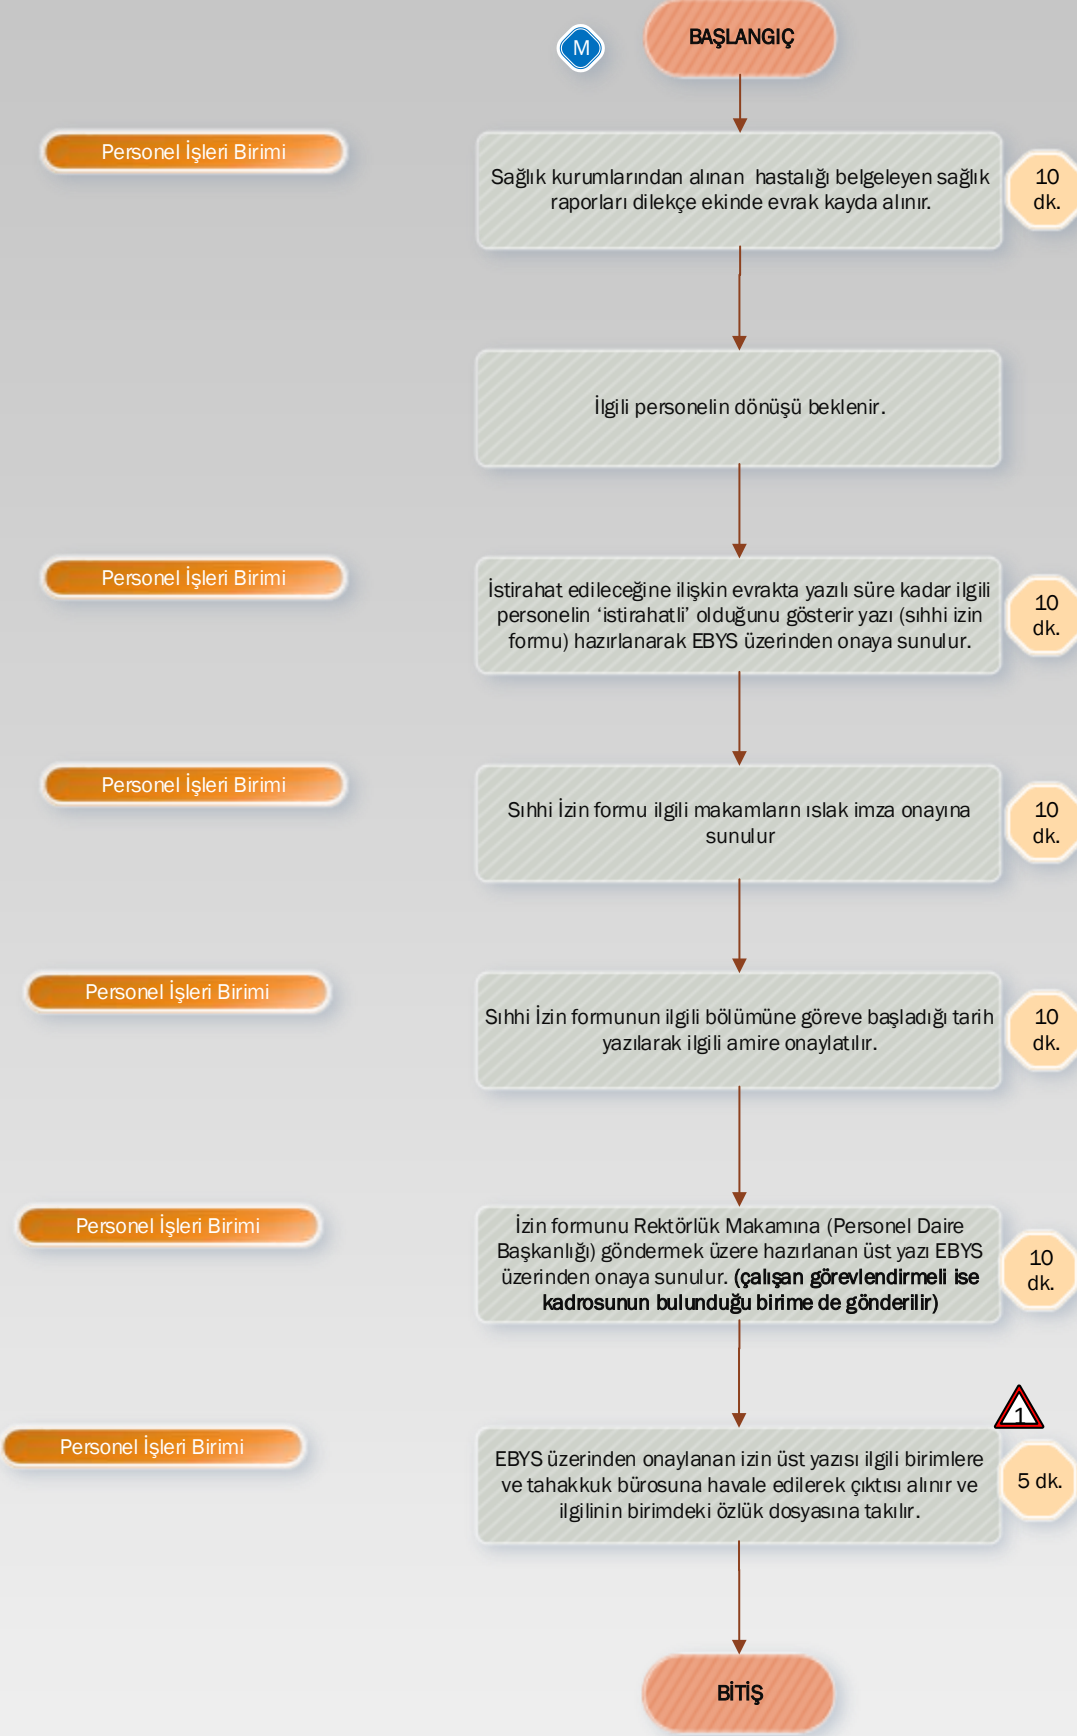 M
BAŞLANGIÇ
Personel İşleri Birimi
Sağlık kurumlarından alınan hastalığı belgeleyen sağlık
raporları dilekçe ekinde evrak kayda alınır.
10
dk.
İlgili personelin dönüşü beklenir.
Personel İşleri Birimi
İstirahat edileceğine ilişkin evrakta yazılı süre kadar ilgili
personelin ‘istirahatli’ olduğunu gösterir yazı (sıhhi izin
formu) hazırlanarak EBYS üzerinden onaya sunulur.
10
dk.
Personel İşleri Birimi
Sıhhi İzin formu ilgili makamların ıslak imza onayına
sunulur
10
dk.
Personel İşleri Birimi
Sıhhi İzin formunun ilgili bölümüne göreve başladığı tarih
yazılarak ilgili amire onaylatılır.
10
dk.
Personel İşleri Birimi
İzin formunu Rektörlük Makamına (Personel Daire
Başkanlığı) göndermek üzere hazırlanan üst yazı EBYS
üzerinden onaya sunulur. (çalışan görevlendirmeli ise
kadrosunun bulunduğu birime de gönderilir)
10
dk.
1
Personel İşleri Birimi
EBYS üzerinden onaylanan izin üst yazısı ilgili birimlere
ve tahakkuk bürosuna havale edilerek çıktısı alınır ve
ilgilinin birimdeki özlük dosyasına takılır.
5 dk.
BİTİŞ